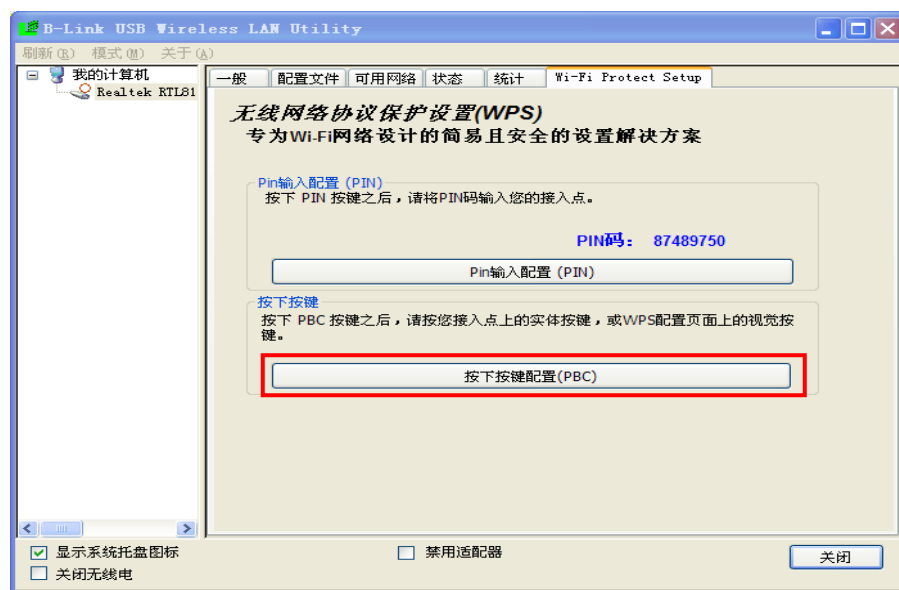 B-Link USB Wireless LAN Utility
刷新(R) 模式(M) 关于(A)
我的计算机
Realtek RTL81
一般 配置文件 可用网络 状态 统计 Wi-Fi Protect Setup
无线网络协议保护设置(WPS)
专为Wi-Fi网络设计的简易且安全的设置解决方案
Pin输入配置 (PIN)
按下 PIN 按键之后，请将PIN码输入您的接入点。
PIN码： 87489750
Pin输入配置 (PIN)
按下按键
按下 PBC 按键之后，请按您接入点上的实体按键，或WPS配置页面上的视觉按
键。
按下按键配置(PBC)
显示系统托盘图标
禁用适配器
关闭
关闭无线电